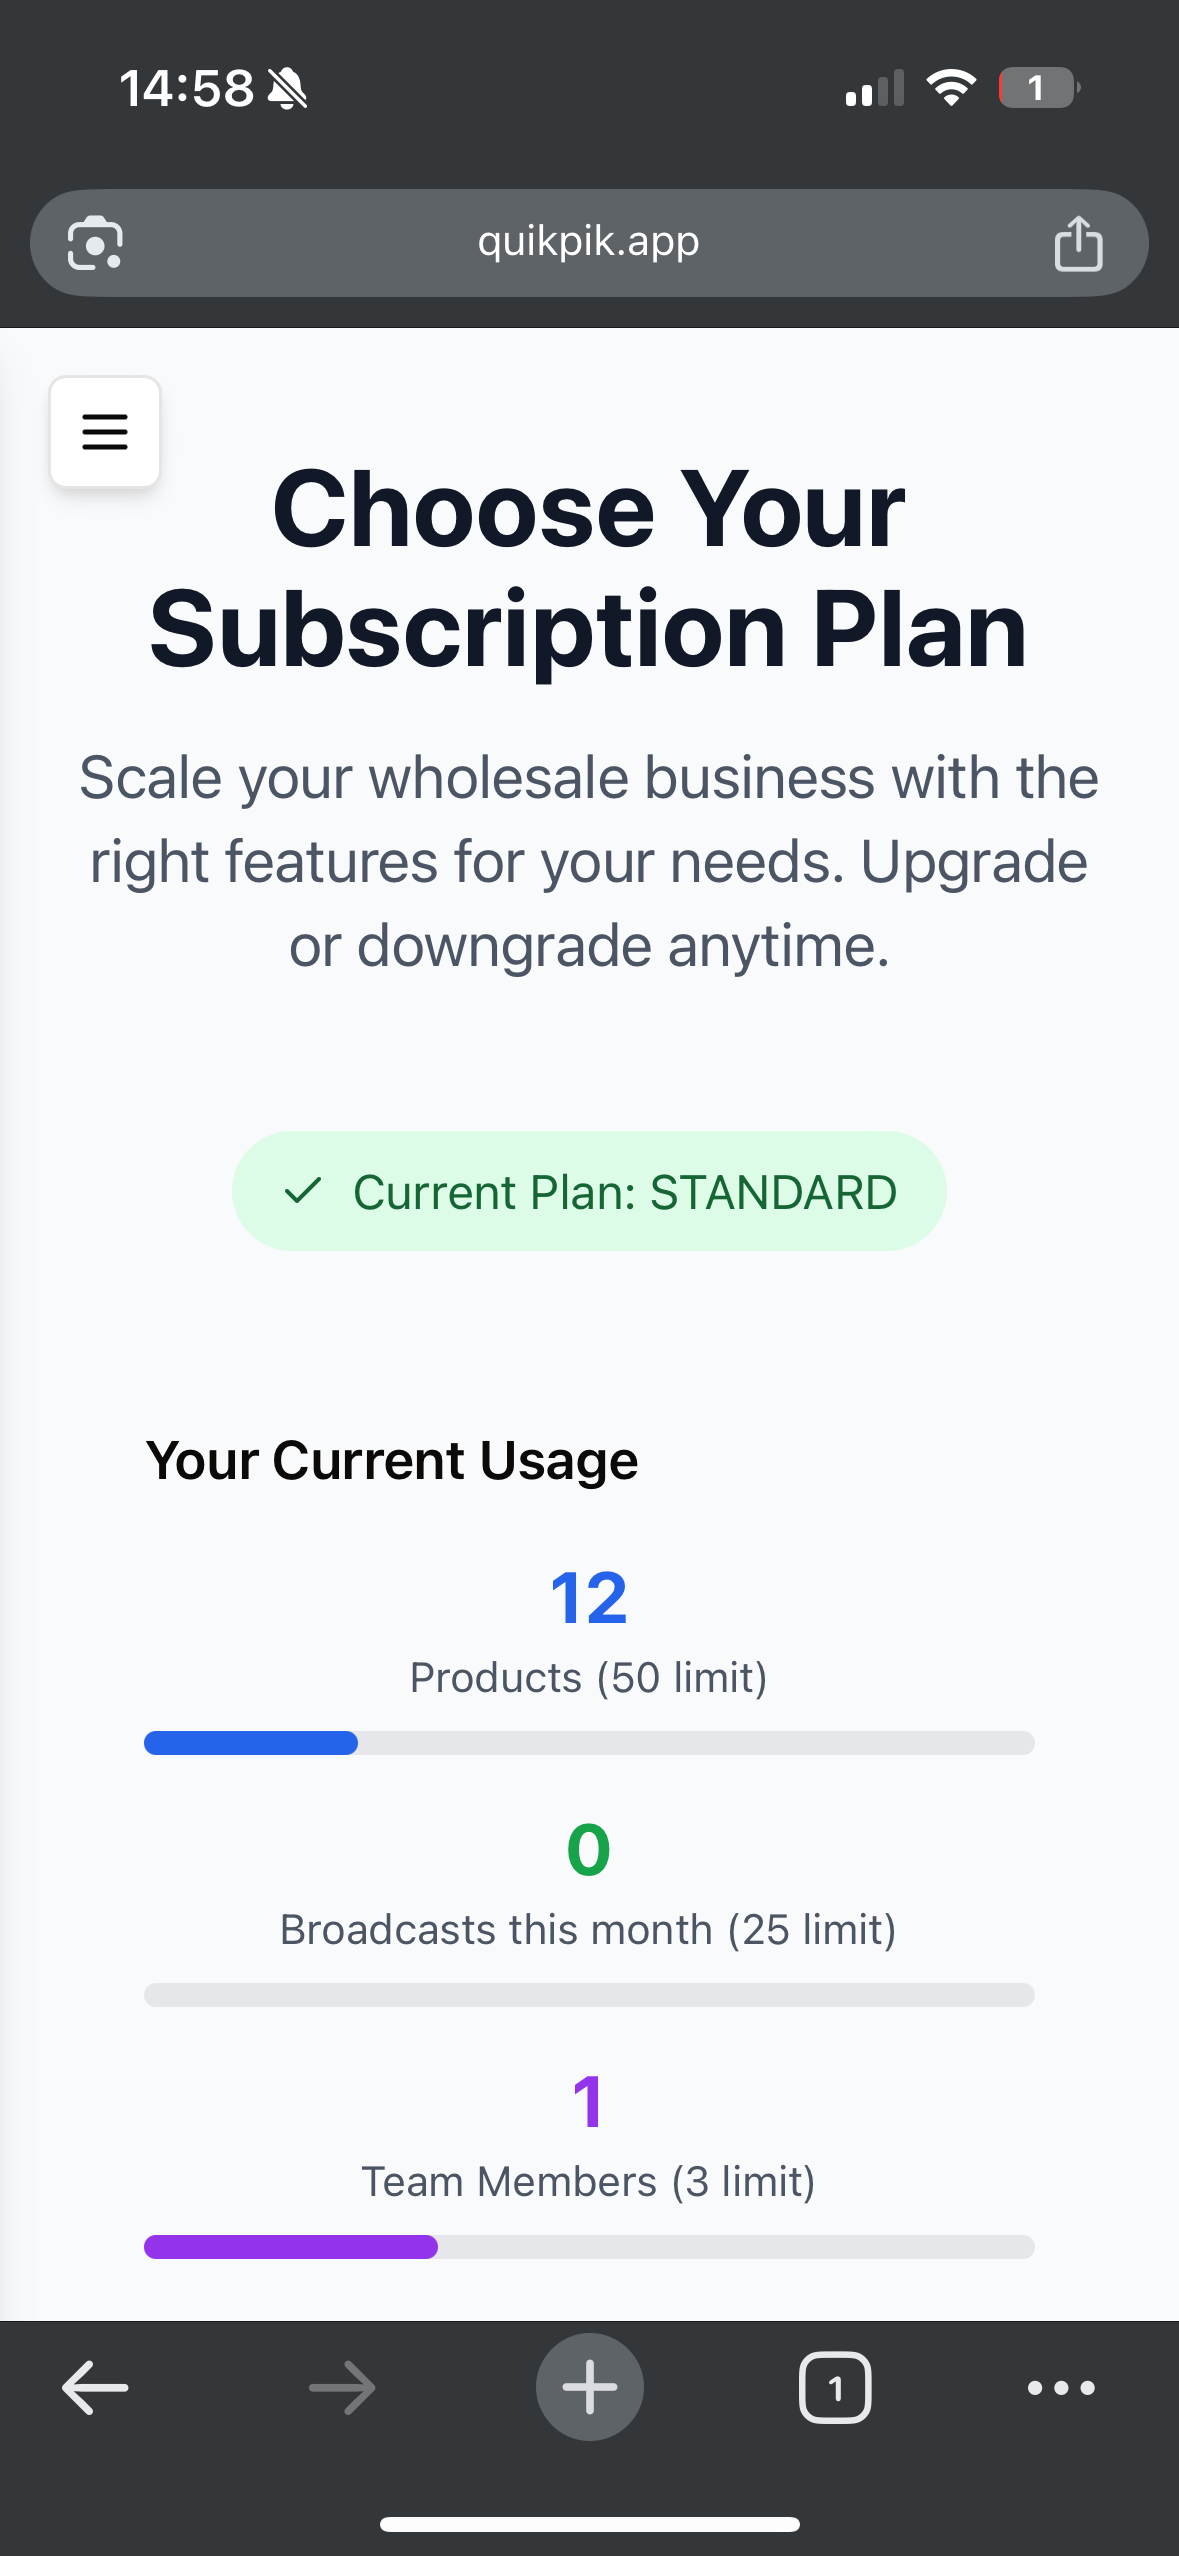 14:58
1
quikpik.app
Choose Your
Subscription Plan
Scale your wholesale business with the
right features for your needs. Upgrade
or downgrade anytime.
Current Plan: STANDARD
Your Current Usage
12
Products (50 limit)
0
Broadcasts this month (25 limit)
1
Team Members (3 limit)
1